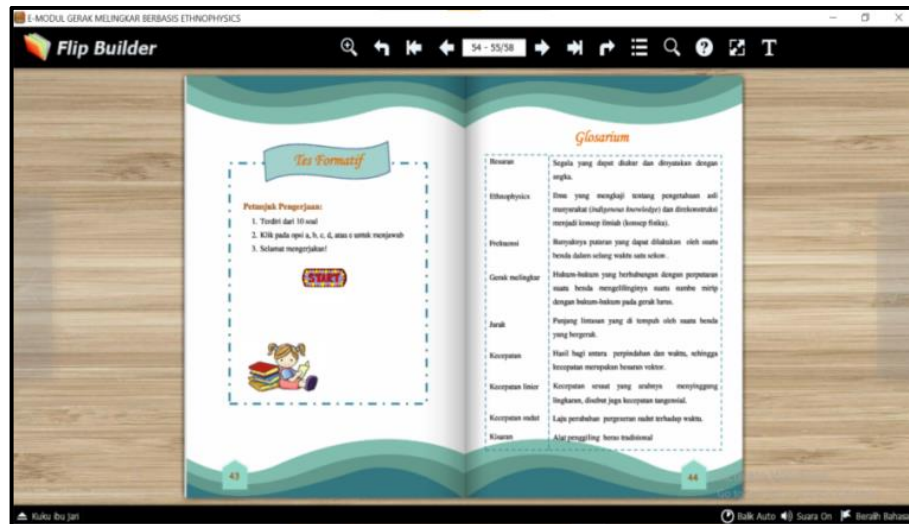 E-MODUL GERAK MELINGKAR BERBASIS ETHNOPHYSICS
Flip Builder
54 - 55/58
T
Tes Formatif
Petunjuk Pengerjaan:
1. Terdiri dari 10 soal
2. Klik pada opsi a, b, c, d, atau e untuk menjawab
3. Selamat mengerjakan!
START
43
Glosarium
Besaran
Segala yang dapat diukur dan dinyatakan dengan
angka.
Ethnophysics
Ilmu yang mengkaji tentang pengetahuan asli
masyarakat (indigenous knowledge) dan direkonstruksi
menjadi konsep ilmiah (konsep fisika).
Frekuensi
Banyaknya putaran yang dapat dilakukan oleh suatu
benda dalam selang waktu satu sekon .
Gerak melingkar
Hukum-hukum yang berhubungan dengan perputaran
suatu benda mengelilinginya suatu sumbu mirip
dengan hukum-hukum pada gerak lurus.
Jarak
Panjang lintasan yang di tempuh oleh suatu benda
yang bergerak.
Kecepatan
Hasil bagi antara perpindahan dan waktu, sehingga
kecepatan merupakan besaran vektor.
Kecepatan linier
Kecepatan sesaat yang arahnya menyinggung
lingkaran, disebut juga kecepatan tangensial.
Kecepatan sudut
Laju perubahan pergeseran sudut terhadap waktu.
Kisaran
Alat penggiling beras tradisional
44
Kuku ibu jari
Balik Auto
Suara On
Beralih Bahasa